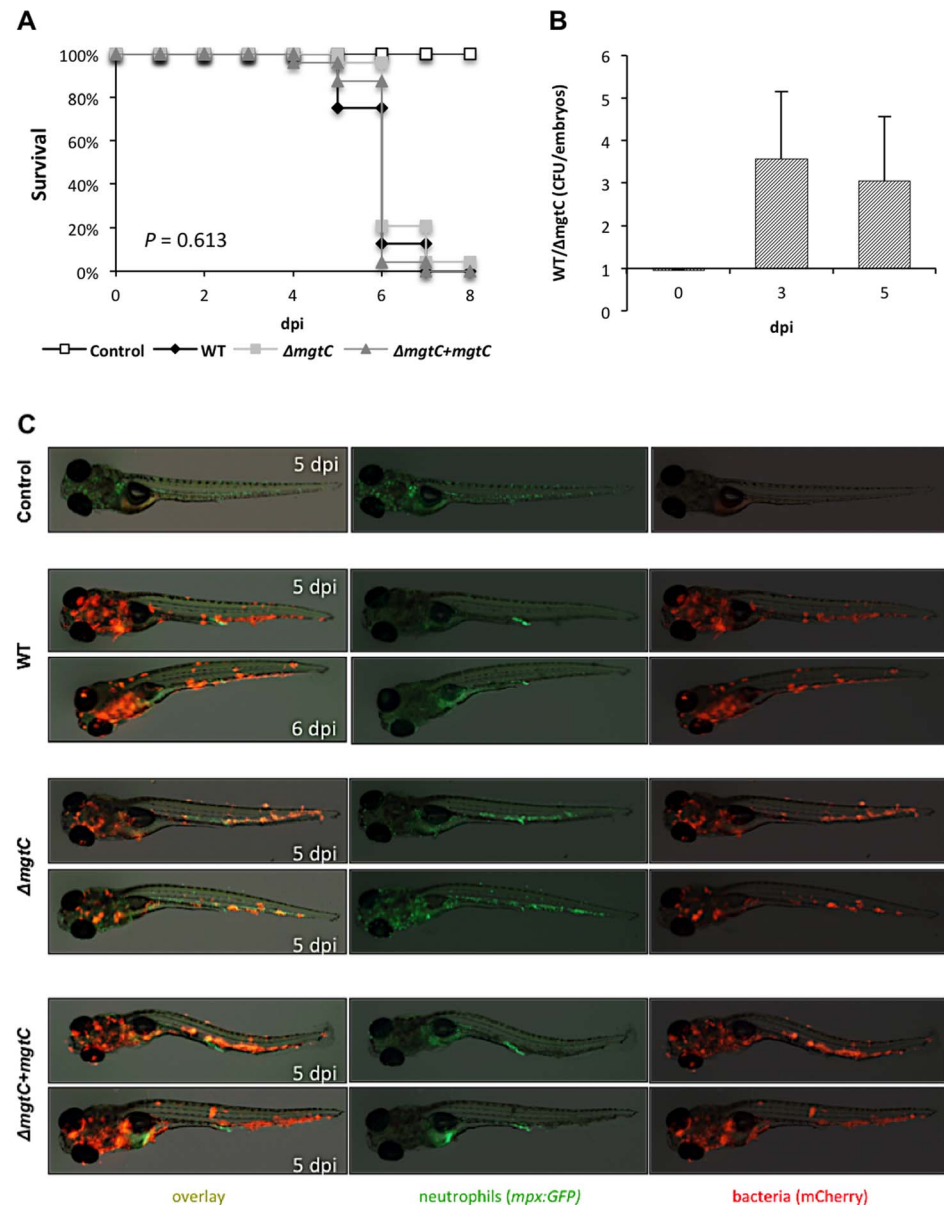 A
Survival
100%
80%
60%
40%
20%
0%
P = 0.613
0 2 4 6 8
dpi
Control WT ΔmgtC ΔmgtC+mgtC
B
WT/ΔmgtC (CFU/embryos)
6
5
4
3
2
1
0
0 3 5
dpi
C
Control
5 dpi
WT
5 dpi
6 dpi
ΔmgtC
5 dpi
5 dpi
ΔmgtC+mgtC
5 dpi
5 dpi
overlay neutrophils (mpx:GFP) bacteria (mCherry)